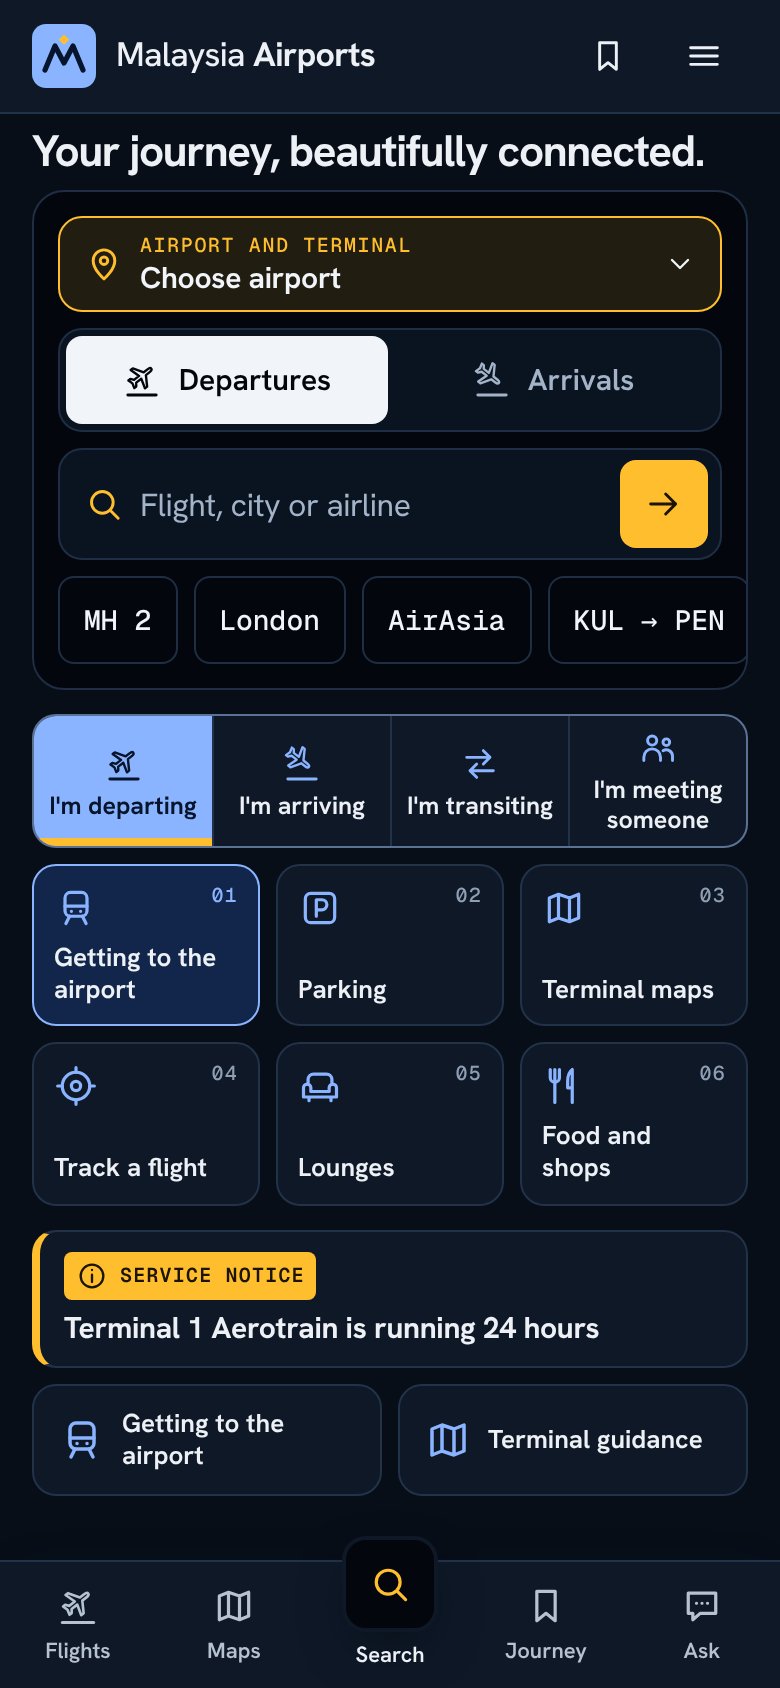 Malaysia Airports
Your journey, beautifully connected.
AIRPORT AND TERMINAL
Choose airport
Departures
Arrivals
Flight, city or airline
MH 2
London
AirAsia
KUL → PEN
I'm departing
I'm arriving
I'm transiting
I'm meeting
someone
01
Getting to the
airport
02
P
Parking
03
Terminal maps
04
Track a flight
05
Lounges
06
Food and
shops
SERVICE NOTICE
Terminal 1 Aerotrain is running 24 hours
Getting to the
airport
Terminal guidance
Flights
Maps
Search
Journey
Ask